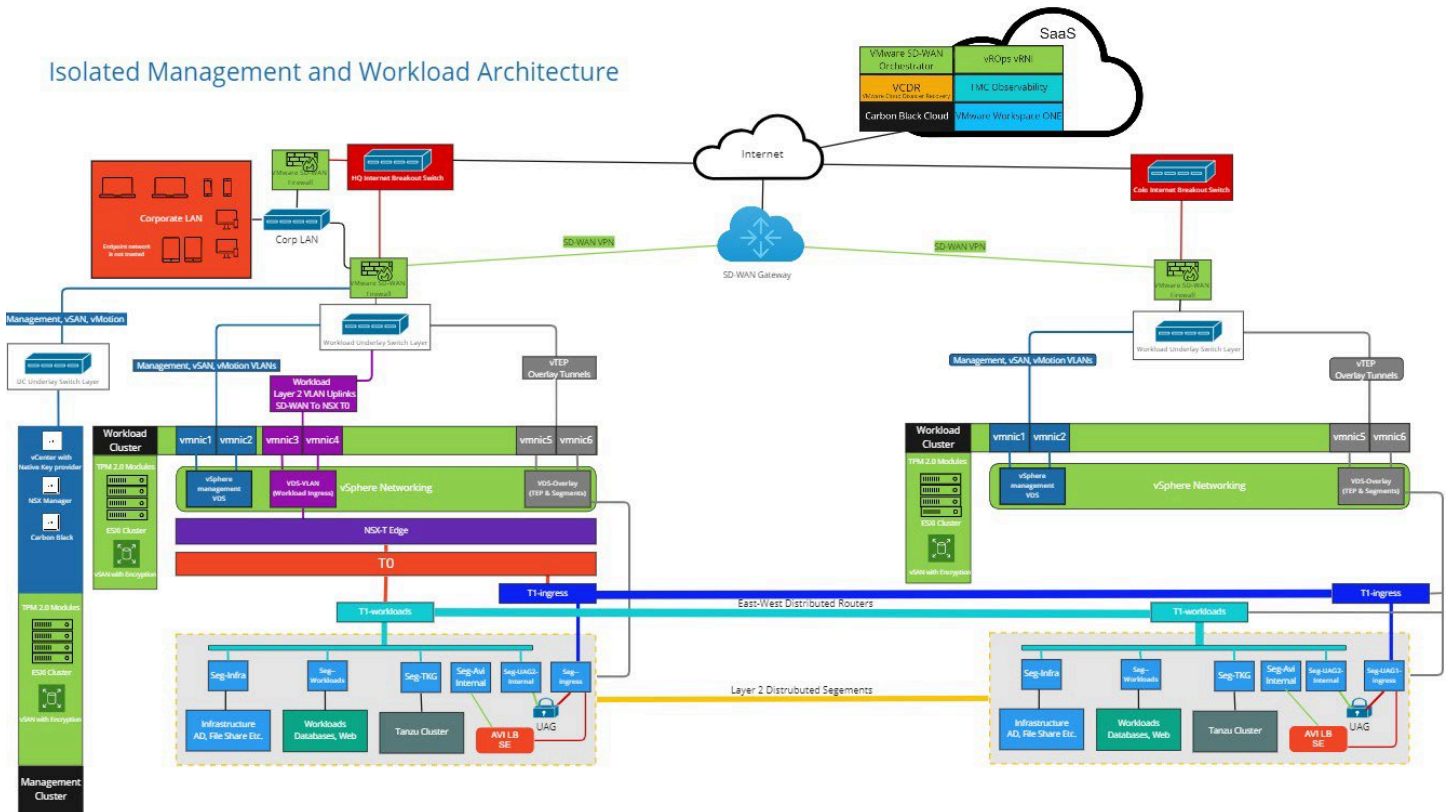 Isolated Management and Workload Architecture
SaaS
VMware SD-WAN
Orchestrator
vROps vRNI
VCDR
VMware Cloud Disaster Recovery
TMC Observability
Carbon Black Cloud
VMware Workspace ONE
Internet
VMware SD-WAN
Firewall
HQ Internet Breakout Switch
Colo Internet Breakout Switch
Corporate LAN
Endpoint network
is not trusted
Corp LAN
SD-WAN VPN
SD-WAN VPN
SD-WAN Gateway
VMware SD-WAN
Firewall
VMware SD-WAN
Firewall
Management, vSAN, vMotion
DC Underlay Switch Layer
Workload Underlay Switch Layer
Workload Underlay Switch Layer
Management, vSAN, vMotion VLANs
Workload
Layer 2 VLAN Uplinks
SD-WAN To NSX T0
vTEP
Overlay Tunnels
Management, vSAN, vMotion VLANs
vTEP
Overlay Tunnels
vCenter with
Native Key provider
NSX Manager
Carbon Black
TPM 2.0 Modules
ESXi Cluster
vSAN with Encryption
Management
Cluster
Workload
Cluster
TPM 2.0 Modules
ESXi Cluster
vSAN with Encryption
vmnic1
vmnic2
vmnic3
vmnic4
vmnic5
vmnic6
vSphere
management
VDS
VDS-VLAN
(Workload Ingress)
vSphere Networking
VDS-Overlay
(TEP & Segments)
NSX-T Edge
T0
T1-ingress
T1-workloads
East-West Distributed Routers
Seg-Infra
Seg--
Workloads
Seg-TKG
Seg-Avi
Internal
Seg-UAG2-
Internal
Seg--
ingress
Infrastructure
AD, File Share Etc.
Workloads
Databases, Web
Tanzu Cluster
AVI LB
SE
UAG
Layer 2 Distrubuted Segement
Workload
Cluster
TPM 2.0 Modules
ESXi Cluster
vSAN with Encryption
vmnic1
vmnic2
vmnic5
vmnic6
vSphere
management
VDS
vSphere Networking
VDS-Overlay
(TEP & Segments)
T1-ingress
T1-workloads
Seg-Infra
Seg--
Workloads
Seg-TKG
Seg-Avi
Internal
Seg-UAG2-
Internal
Seg-UAG1-
ingress
Infrastructure
AD, File Share Etc.
Workloads
Databases, Web
Tanzu Cluster
AVI LB
SE
UAG